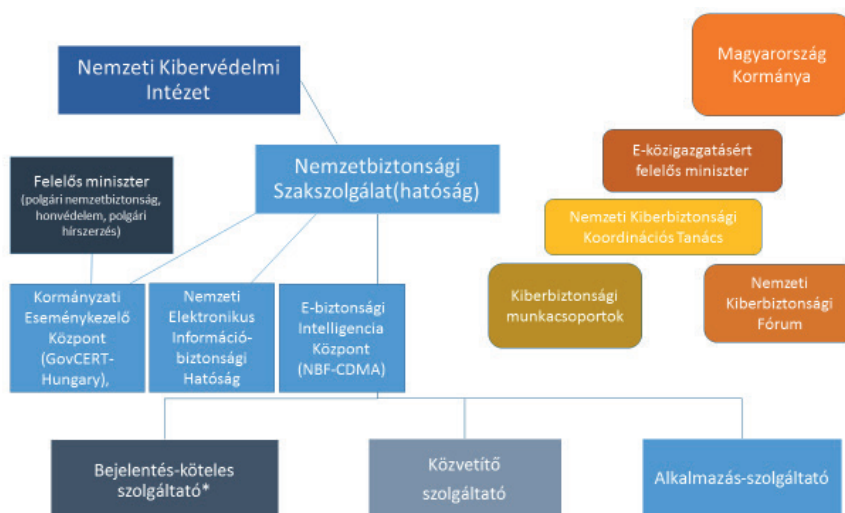 Nemzeti Kibervédelmi
Intézet
Magyarország
Kormánya
Nemzetbiztonsági
Szakszolgálat(hatóság)
E-közigazgatásért
felelős miniszter
Felelős miniszter
(polgári nemzetbiztonság,
honvédelem, polgári
hírszerzés)
Nemzeti Kiberbiztonsági
Koordinációs Tanács
Kiberbiztonsági
munkacsoportok
Nemzeti
Kiberbiztonsági
Fórum
Kormányzati
Eseménykezelő
Központ
(GovCERT-
Hungary),
Nemzeti
Elektronikus
Információ-
biztonsági
Hatóság
E-biztonsági
Intelligencia
Központ
(NBF-CDMA)
Bejelentés-köteles
szolgáltató*
Közvetítő
szolgáltató
Alkalmazás-szolgáltató